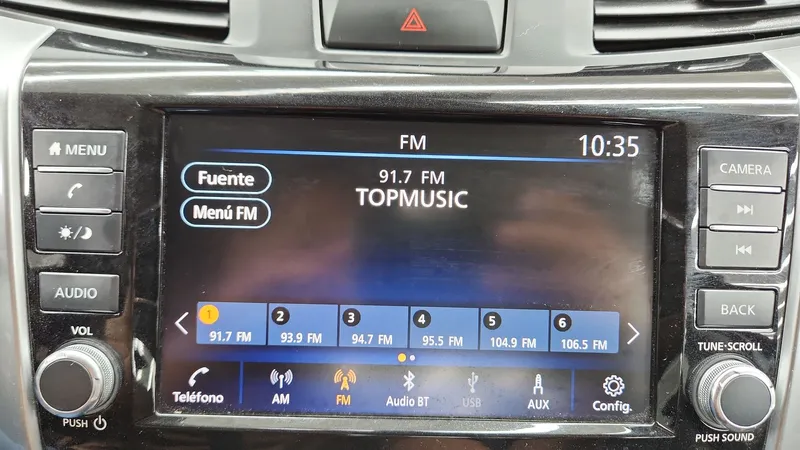 MENU
AUDIO
VOL
PUSH
FM
10:35
Fuente
Menú FM
91.7 FM
TOPMUSIC
1 2 3 4 5 6
91.7 FM 93.9 FM 94.7 FM 95.5 FM 104.9 FM 106.5 FM
Teléfono AM FM Audio BT USB AUX Config.
CAMERA
BACK
TUNE·SCROLL
PUSH SOUND